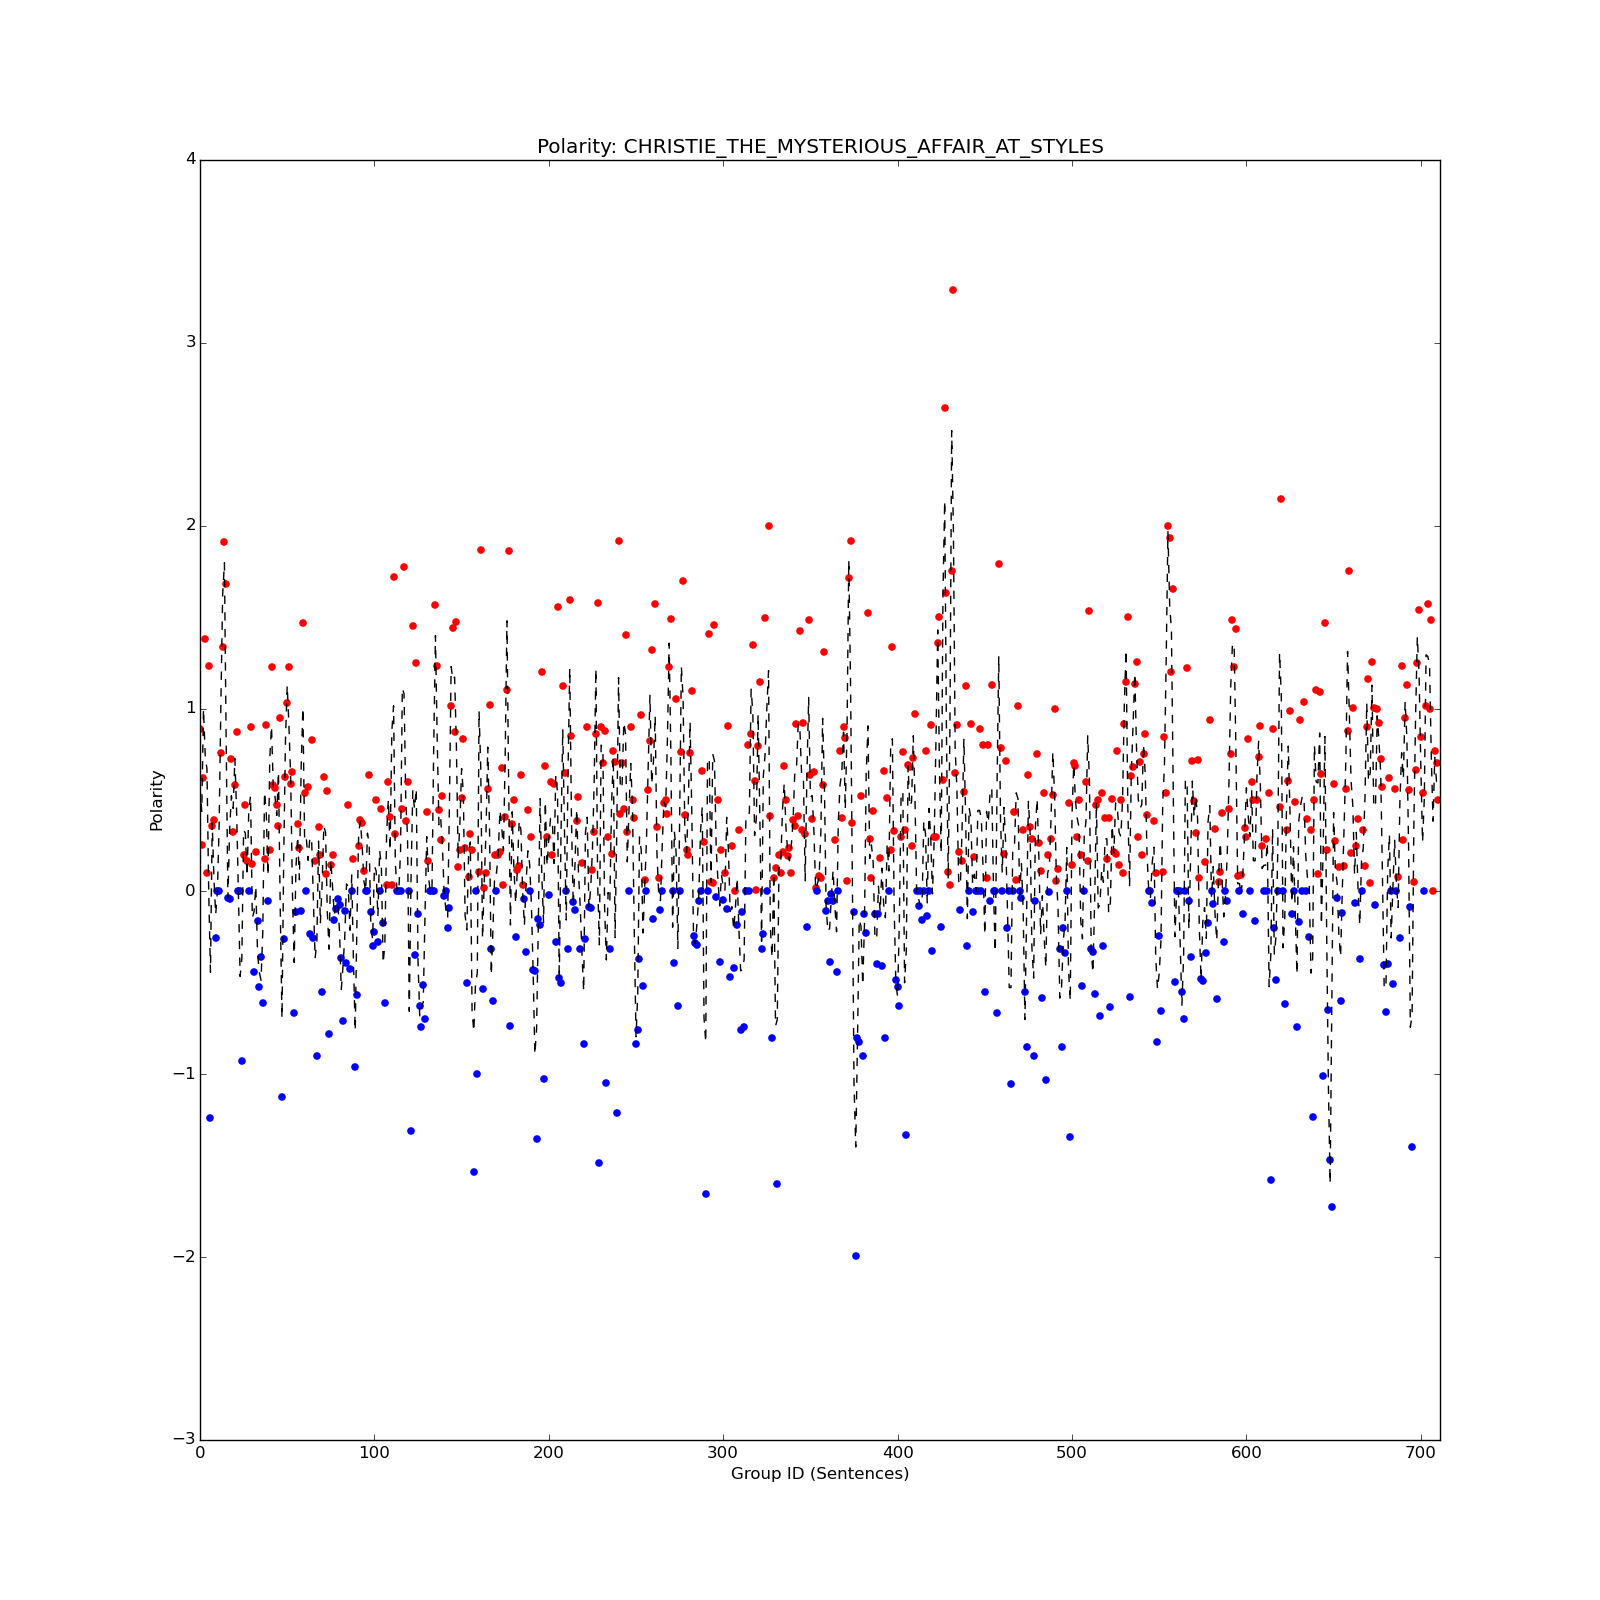 Polarity: CHRISTIE_THE_MYSTERIOUS_AFFAIR_AT_STYLES
4
3
2
1
0
−1
−2
−3
Polarity
0 100 200 300 400 500 600 700
Group ID (Sentences)